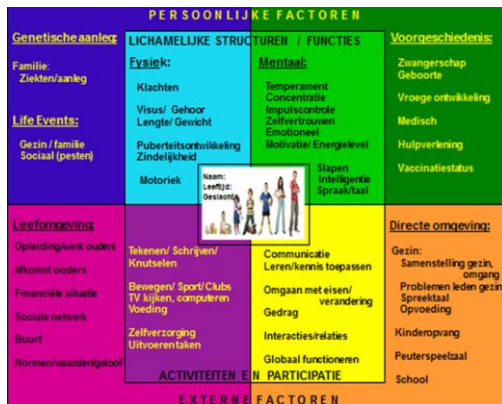 PERSOONLIJKE FACTOREN
Genetische aanleg:
Familie:
Ziekten/aanleg
Life Events:
Gezin / familie
Sociaal (pesten)
LICHAMELIJKE STRUCTUREN / FUNCTIES
Fysiek:
Klachten
Visus/ Gehoor
Lengte/ Gewicht
Puberteitsontwikkeling
Zindelijkheid
Motoriek
Mentaal:
Temperament
Concentratie
Impulscontrole
Zelfvertrouwen
Emotioneel
Motivatie/ Energielevel
Slapen
Intelligentie
Spraak/taal
Voorgeschiedenis:
Zwangerschap
Geboorte
Vroege ontwikkeling
Medisch
Hulpverlening
Vaccinatiestatus
Naam:
Leeftijd:
Geslacht:
Leefomgeving:
Opleiding/werk ouders
Afkomst ouders
Financiële situatie
Sociale netwerk
Buurt
Normen/waarden/geloof
Tekenen/ Schrijven/
Knutselen
Bewegen/ Sport/Clubs
TV kijken, computeren
Voeding
Zelfverzorging
Uitvoeren taken
Communicatie
Leren/kennis toepassen
Omgaan met eisen/
verandering
Gedrag
Interacties/relaties
Globaal functioneren
ACTIVITEITEN EN PARTICIPATIE
Directe omgeving:
Gezin:
Samenstelling gezin,
omgang
Problemen leden gezin
Spreektaal
Opvoeding
Kinderopvang
Peuterspeelzaal
School
EXTERNE FACTOREN